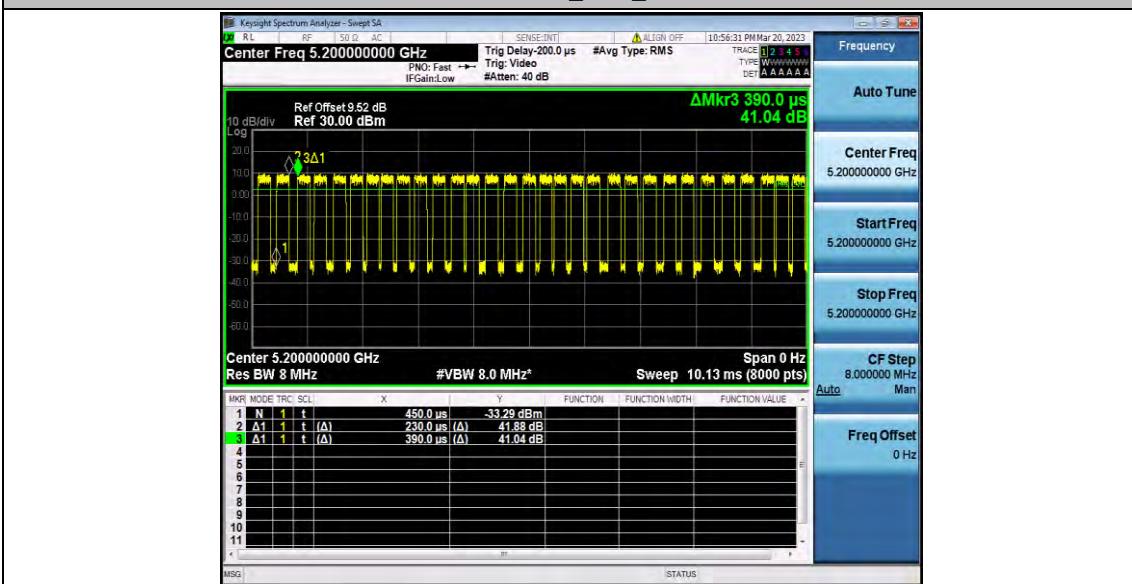 Keysight Spectrum Analyzer - Swept SA
RL RF 50 Ω AC SENSE:INT ALIGN OFF 10:56:31 PM Mar 20, 2023
Center Freq 5.200000000 GHz Trig Delay-200.0 µs #Avg Type: RMS TRACE 1 2 3 4 5 6
PNO: Fast Trig: Video TYPE W
IFGain:Low #Atten: 40 dB DET A A A A A A
Frequency
Auto Tune
Ref Offset 9.52 dB ΔMkr3 390.0 µs
10 dB/div Ref 30.00 dBm 41.04 dB
Log
20.0
10.0
0.00
-10.0
-20.0
-30.0
-40.0
-50.0
-60.0
2 3Δ1
1
Center Freq
5.200000000 GHz
Start Freq
5.200000000 GHz
Stop Freq
5.200000000 GHz
Center 5.200000000 GHz Span 0 Hz
Res BW 8 MHz #VBW 8.0 MHz* Sweep 10.13 ms (8000 pts)
CF Step
8.000000 MHz
Auto Man
MKR MODE TRC SCL X Y FUNCTION FUNCTION WIDTH FUNCTION VALUE
1 N 1 t 450.0 µs -33.29 dBm
2 Δ1 1 t (Δ) 230.0 µs (Δ) 41.88 dB
3 Δ1 1 t (Δ) 390.0 µs (Δ) 41.04 dB
4
5
6
7
8
9
10
11
Freq Offset
0 Hz
MSG STATUS